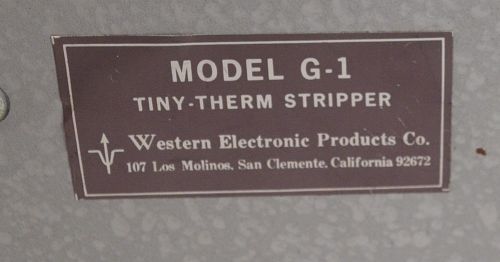 MODEL G-1
TINY-THERM STRIPPER
Western Electronic Products Co.
107 Los Molinos, San Clemente, California 92672